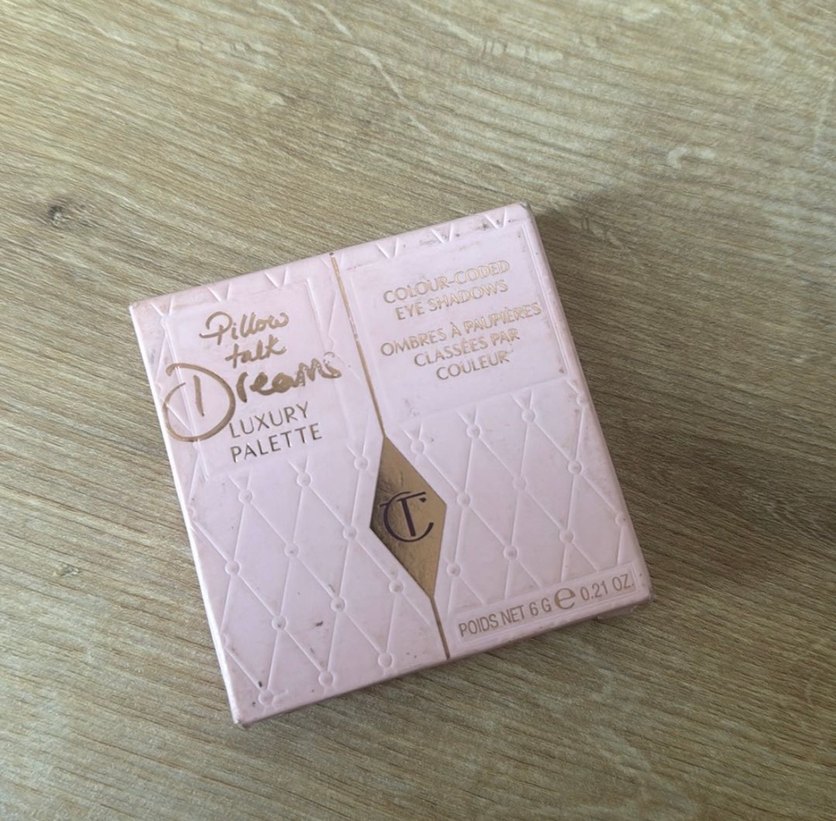 Pillow
talk
Dreams
LUXURY
PALETTE
COLOUR-CODED
EYE SHADOWS
OMBRES À PAUPIÈRES
CLASSÉES PAR
COULEUR
CT
POIDS NET 6 G ℮ 0.21 OZ.